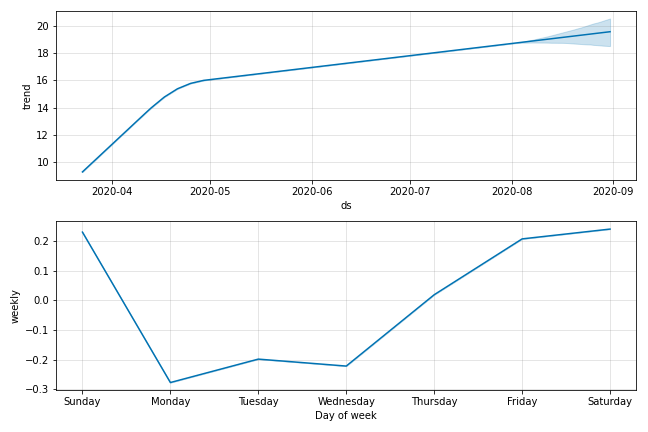 20
18
16
14
12
10
trend
2020-04 2020-05 2020-06 2020-07 2020-08 2020-09
ds
0.2
0.1
0.0
−0.1
−0.2
−0.3
weekly
Sunday Monday Tuesday Wednesday Thursday Friday Saturday
Day of week